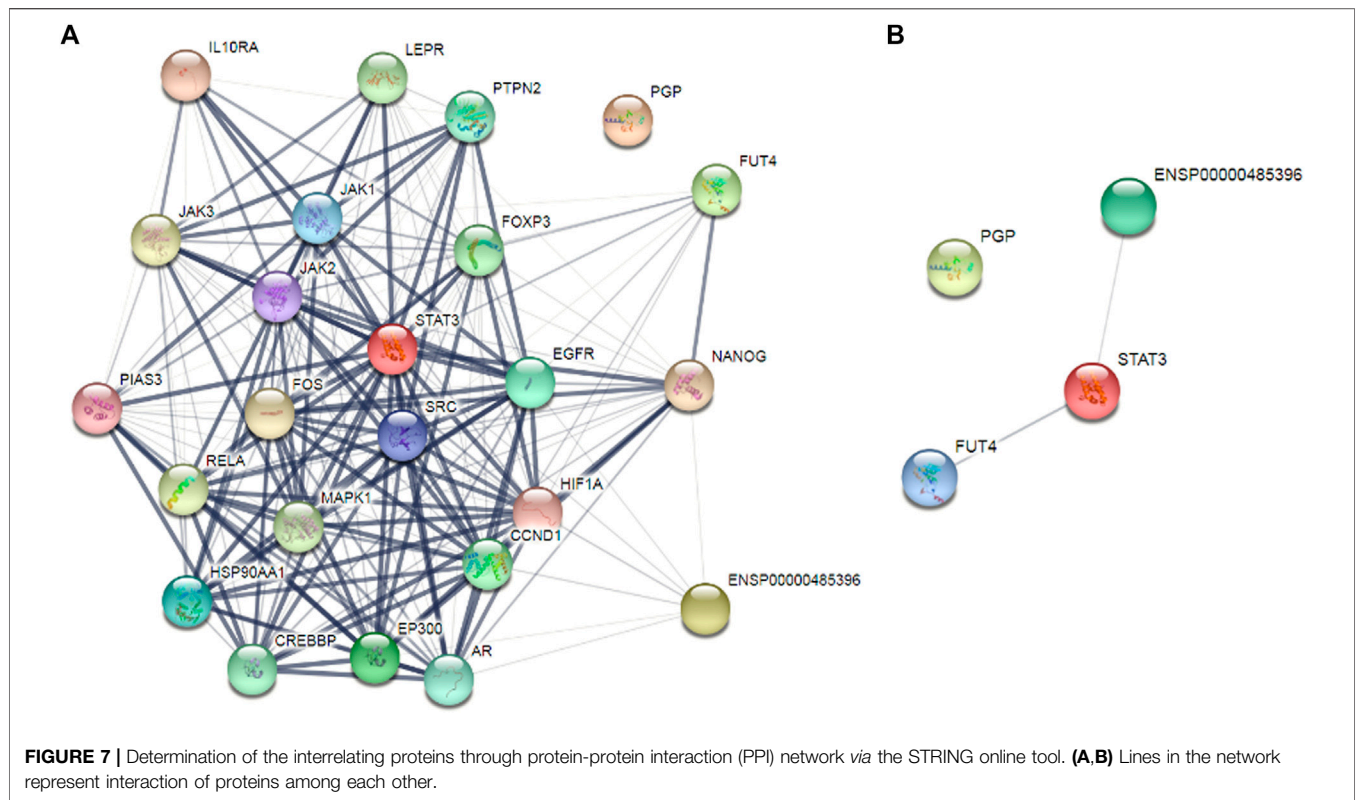 A
B
IL10RA
LEPR
PTPN2
PGP
FUT4
JAK1
JAK3
FOXP3
JAK2
STAT3
EGFR
NANOG
PIAS3
FOS
SRC
RELA
MAPK1
HIF1A
CCND1
HSP90AA1
ENSP00000485396
CREBBP
EP300
AR
ENSP00000485396
PGP
STAT3
FUT4
FIGURE 7 | Determination of the interrelating proteins through protein-protein interaction (PPI) network via the STRING online tool. (A,B) Lines in the network
represent interaction of proteins among each other.